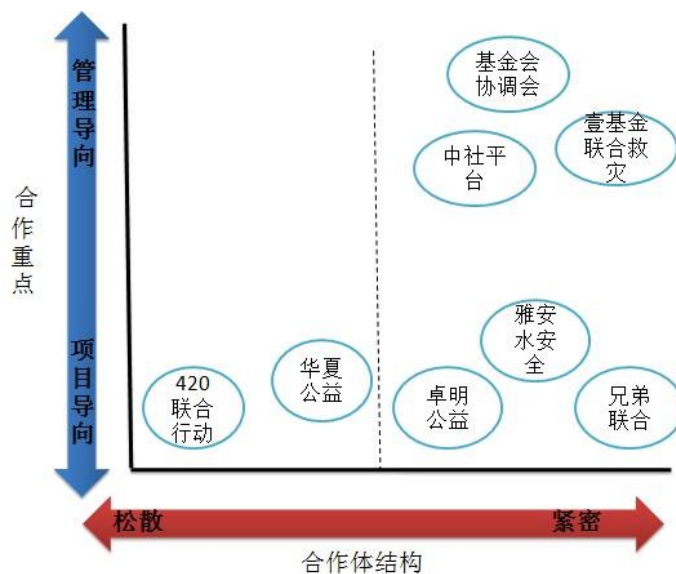 管理导向
合作重点
项目导向
基金会
协调会
壹基金
联合救
灾
中社平
台
雅安
水安
全
华夏
公益
420
联合
行动
卓明
公益
兄弟
联合
松散
紧密
合作体结构